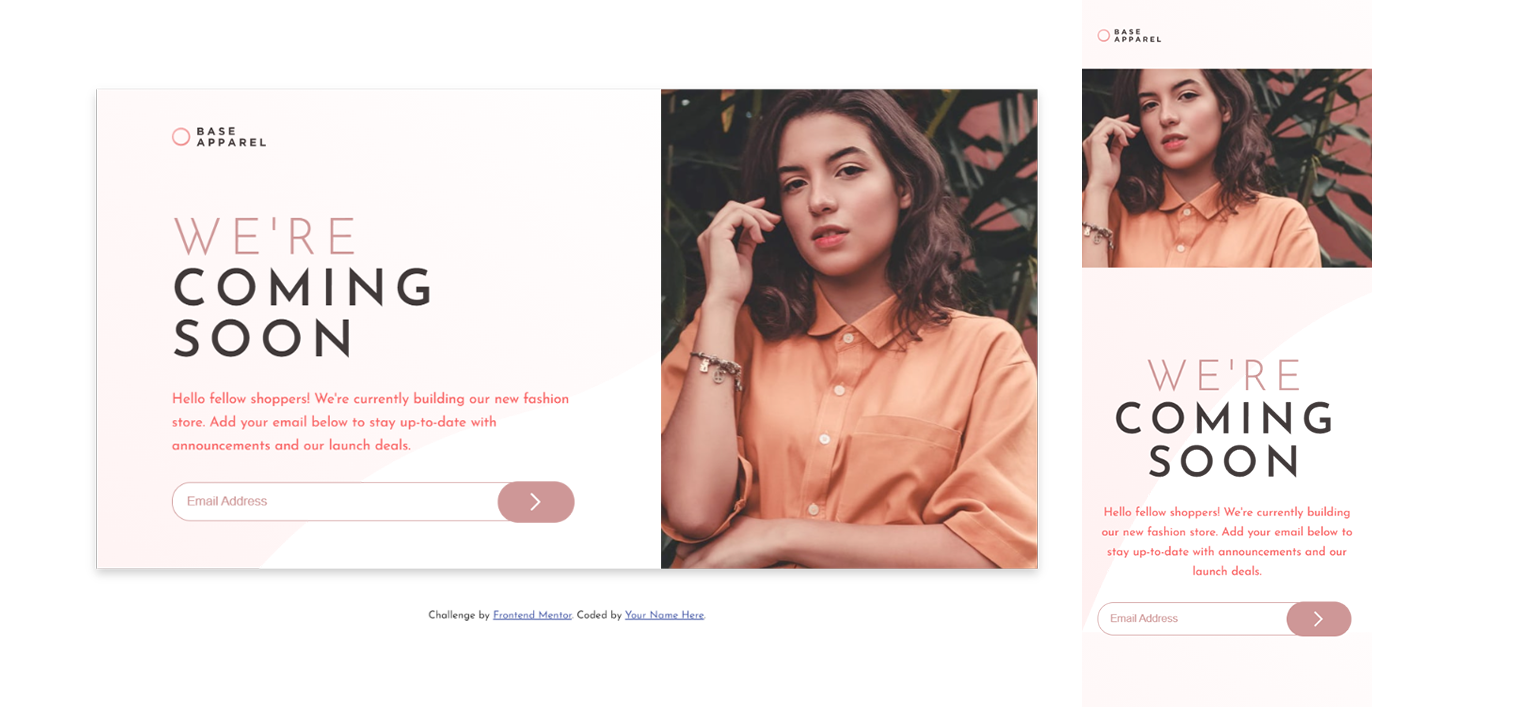 BASE
APPAREL
WE'RE
COMING
SOON
Hello fellow shoppers! We're currently building our new fashion
store. Add your email below to stay up-to-date with
announcements and our launch deals.
Email Address
Challenge by Frontend Mentor. Coded by Your Name Here.
BASE
APPAREL
WE'RE
COMING
SOON
Hello fellow shoppers! We're currently building
our new fashion store. Add your email below to
stay up-to-date with announcements and our
launch deals.
Email Address